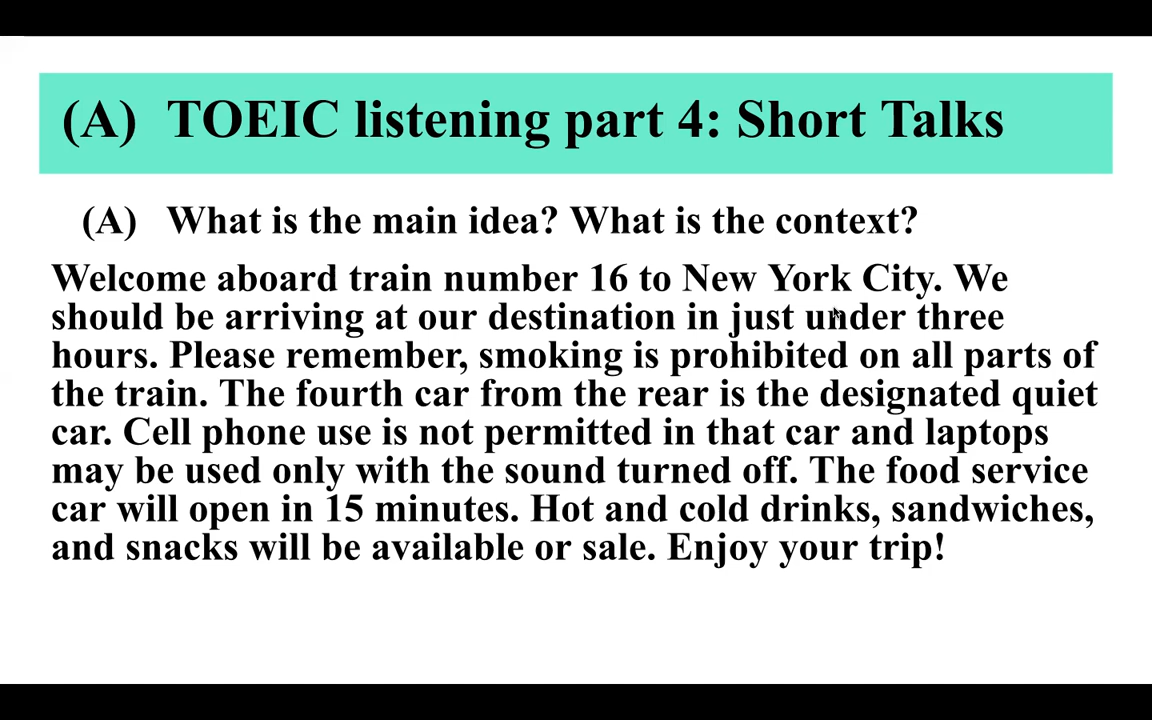 (A) TOEIC listening part 4: Short Talks
(A) What is the main idea? What is the context?
Welcome aboard train number 16 to New York City. We
should be arriving at our destination in just under three
hours. Please remember, smoking is prohibited on all parts of
the train. The fourth car from the rear is the designated quiet
car. Cell phone use is not permitted in that car and laptops
may be used only with the sound turned off. The food service
car will open in 15 minutes. Hot and cold drinks, sandwiches,
and snacks will be available or sale. Enjoy your trip!